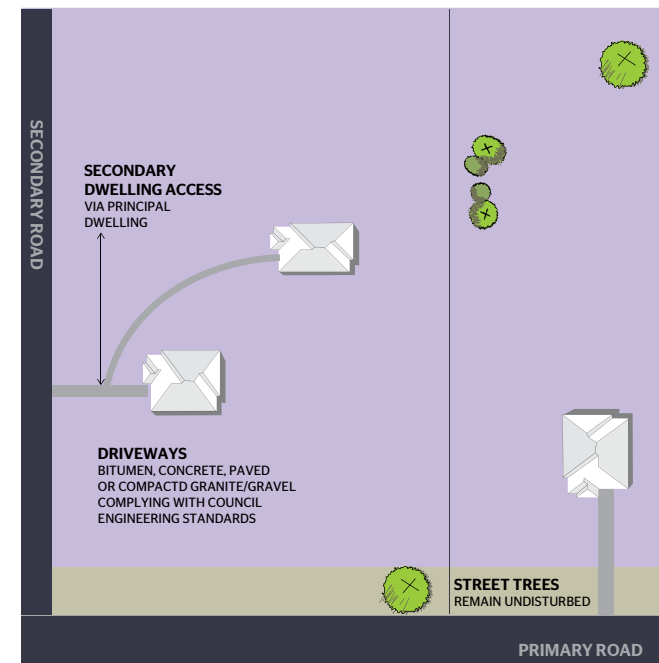 SECONDARY ROAD
SECONDARY
DWELLING ACCESS
VIA PRINCIPAL
DWELLING
DRIVEWAYS
BITUMEN, CONCRETE, PAVED
OR COMPACTD GRANITE/GRAVEL
COMPLYING WITH COUNCIL
ENGINEERING STANDARDS
STREET TREES
REMAIN UNDISTURBED
PRIMARY ROAD